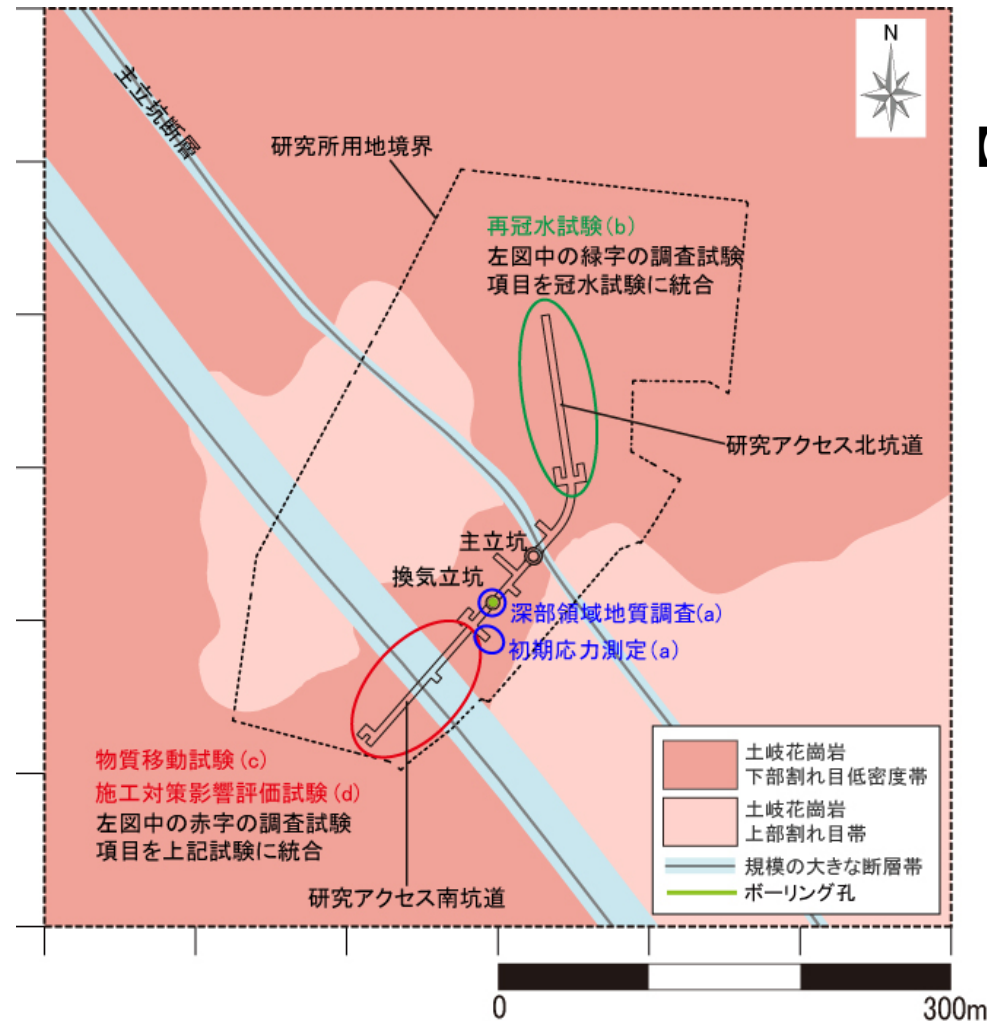 N
主立坑断層
研究所用地境界
【
再冠水試験(b)
左図中の緑字の調査試験
項目を冠水試験に統合
研究アクセス北坑道
主立坑
換気立坑
深部領域地質調査(a)
初期応力測定(a)
物質移動試験(c)
施工対策影響評価試験(d)
左図中の赤字の調査試験
項目を上記試験に統合
研究アクセス南坑道
土岐花崗岩
下部割れ目低密度帯
土岐花崗岩
上部割れ目帯
規模の大きな断層帯
ボーリング孔
0
300m